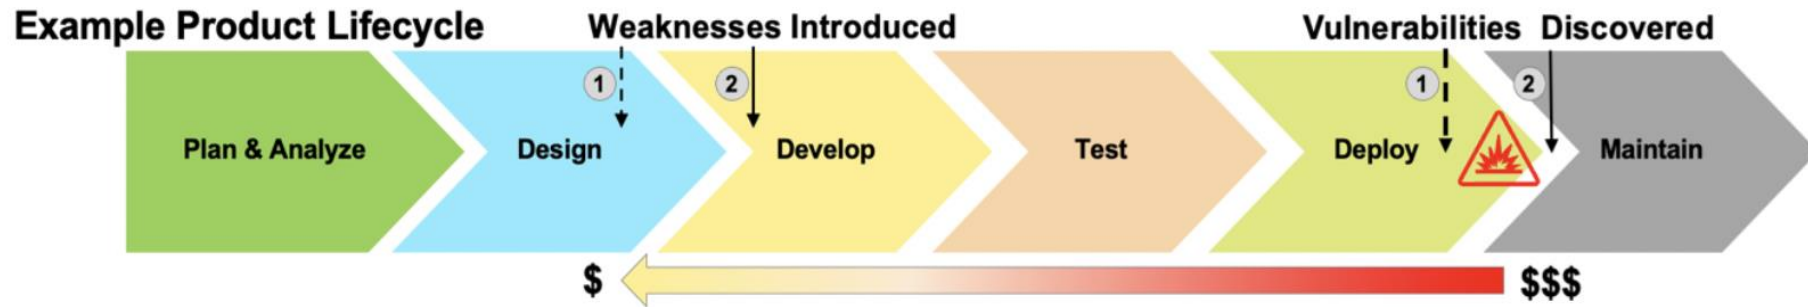 Example Product Lifecycle
Weaknesses Introduced
Vulnerabilities Discovered
1
2
1
2
Plan & Analyze
Design
Develop
Test
Deploy
Maintain
$
$$$